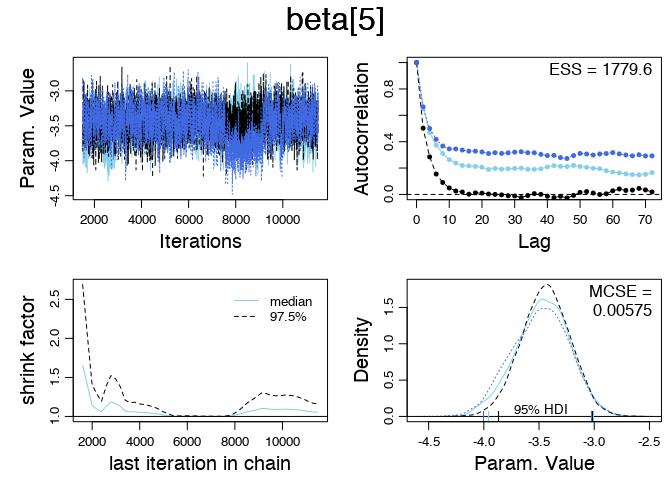 beta[5]
Param. Value
-3.0
-3.5
-4.0
-4.5
2000 4000 6000 8000 10000
Iterations
Autocorrelation
ESS = 1779.6
0.8
0.4
0.0
0 10 20 30 40 50 60 70
Lag
shrink factor
2.5
2.0
1.5
1.0
median
97.5%
2000 4000 6000 8000 10000
last iteration in chain
Density
MCSE =
0.00575
1.5
1.0
0.5
0.0
95% HDI
-4.5 -4.0 -3.5 -3.0 -2.5
Param. Value